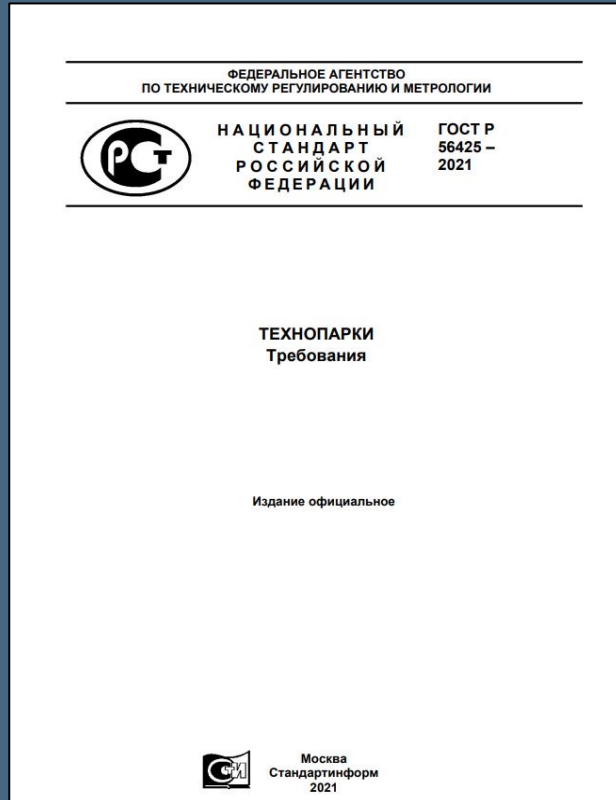 ФЕДЕРАЛЬНОЕ АГЕНТСТВО
ПО ТЕХНИЧЕСКОМУ РЕГУЛИРОВАНИЮ И МЕТРОЛОГИИ
РСТ
НАЦИОНАЛЬНЫЙ
СТАНДАРТ
РОССИЙСКОЙ
ФЕДЕРАЦИИ
ГОСТ Р
56425 –
2021
ТЕХНОПАРКИ
Требования
Издание официальное
Москва
Стандартинформ
2021